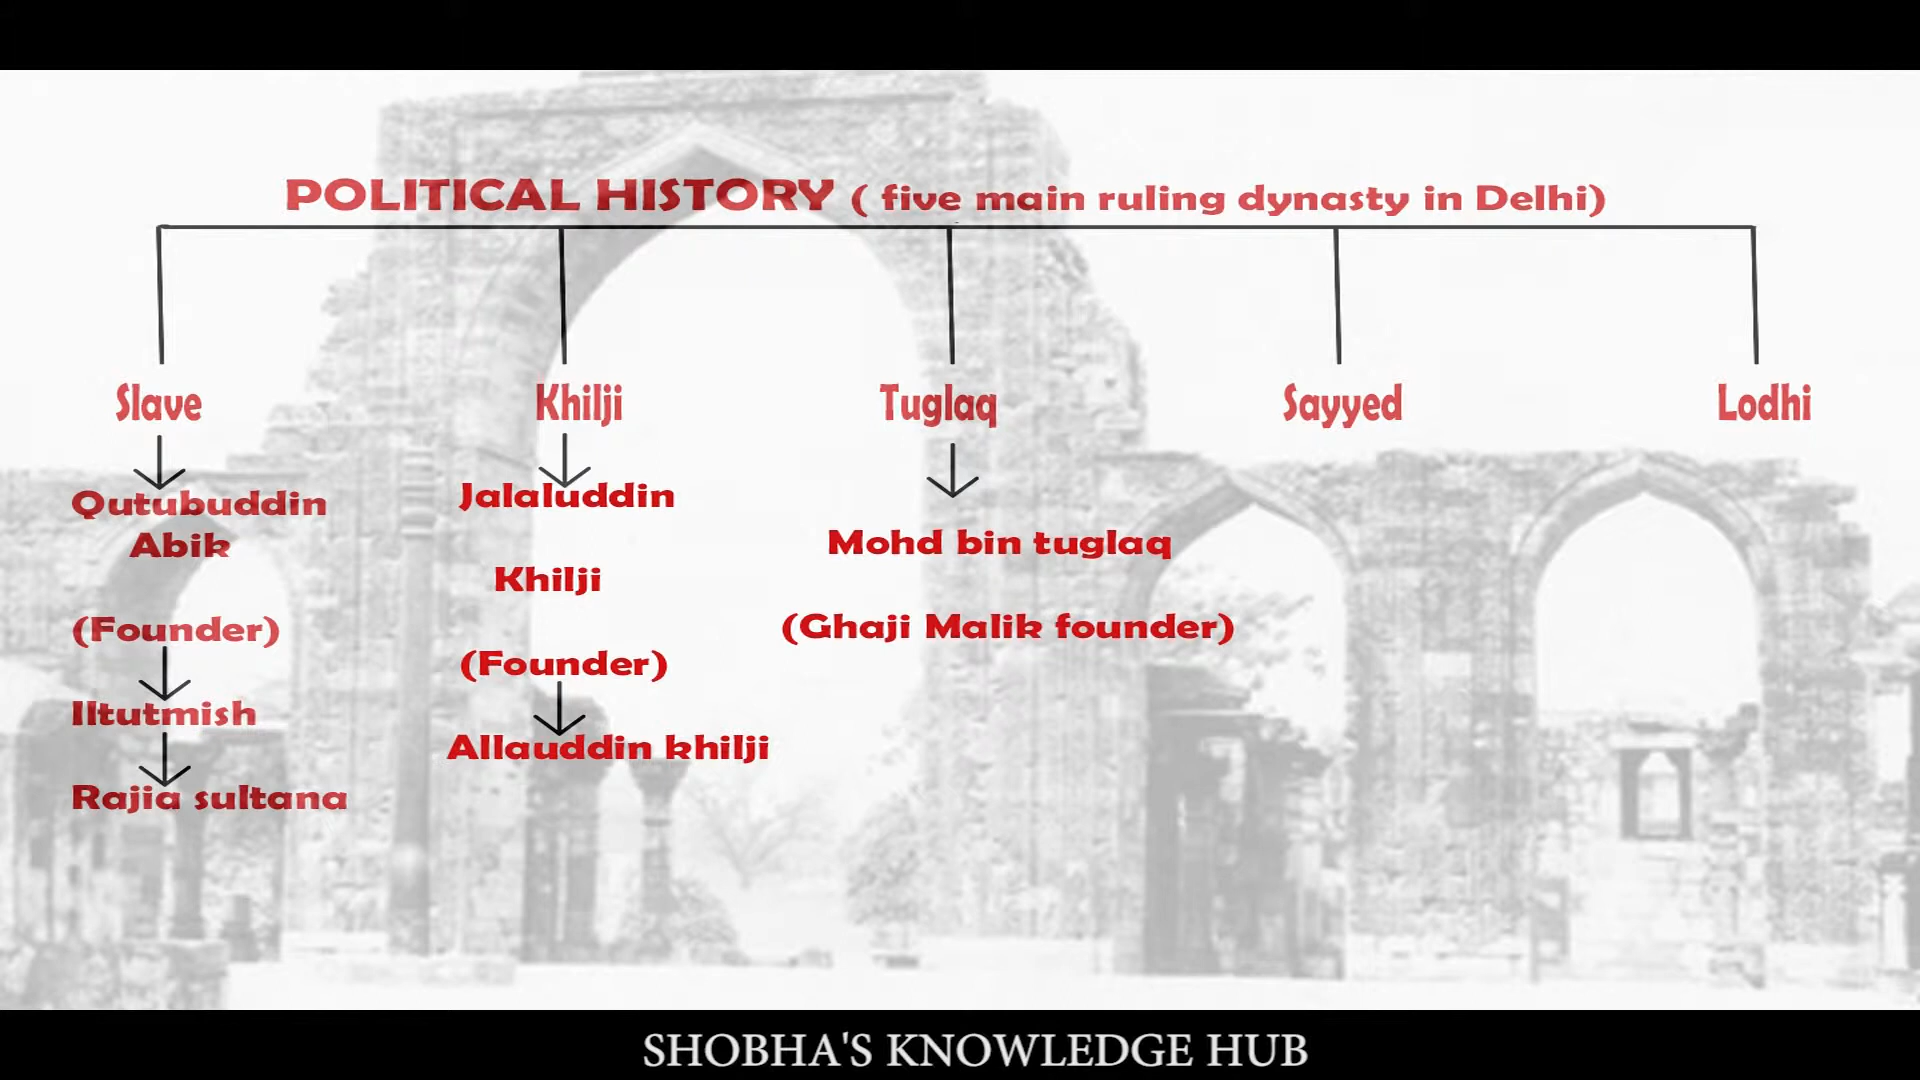 POLITICAL HISTORY ( five main ruling dynasty in Delhi)
Slave
Qutubuddin
Abik
(Founder)
Iltutmish
Rajia sultana
Khilji
Jalaluddin
Khilji
(Founder)
Allauddin khilji
Tuglaq
Mohd bin tuglaq
(Ghaji Malik founder)
Sayyed
Lodhi
SHOBHA'S KNOWLEDGE HUB